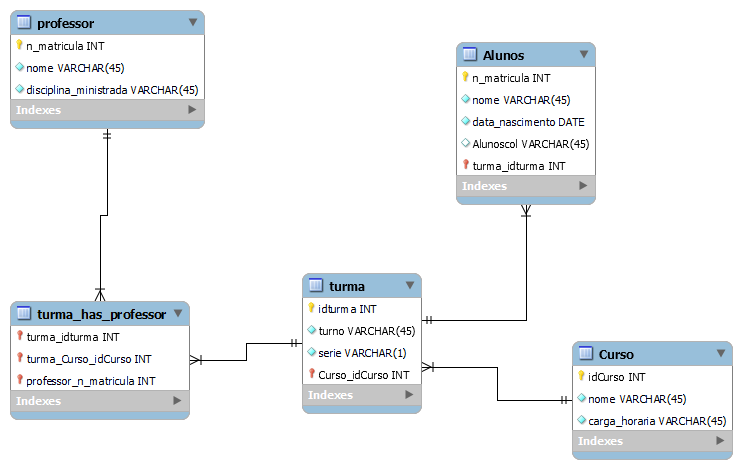 professor
n_matricula INT
nome VARCHAR(45)
disciplina_ministrada VARCHAR(45)
Indexes
Alunos
n_matricula INT
nome VARCHAR(45)
data_nascimento DATE
Alunoscol VARCHAR(45)
turma_idturma INT
Indexes
turma_has_professor
turma_idturma INT
turma_Curso_idCurso INT
professor_n_matricula INT
Indexes
turma
idturma INT
turno VARCHAR(45)
serie VARCHAR(1)
Curso_idCurso INT
Indexes
Curso
idCurso INT
nome VARCHAR(45)
carga_horaria VARCHAR(45)
Indexes